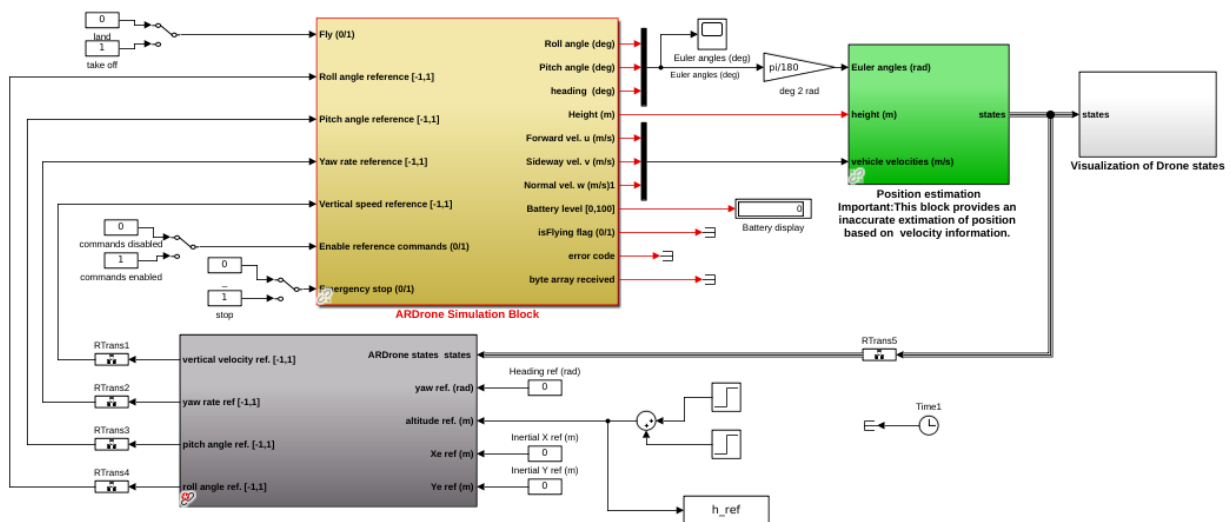 0
land
1
take off
Fly (0/1)
Roll angle reference [-1,1]
Pitch angle reference [-1,1]
Yaw rate reference [-1,1]
Vertical speed reference [-1,1]
Enable reference commands (0/1)
Emergency stop (0/1)
0
commands disabled
1
commands enabled
0
_
1
stop
Roll angle (deg)
Pitch angle (deg)
heading (deg)
Height (m)
Forward vel. u (m/s)
Sideway vel. v (m/s)
Normal vel. w (m/s)1
Battery level [0,100]
isFlying flag (0/1)
error code
byte array received
ARDrone Simulation Block
Euler angles (deg)
Euler angles (deg)
pi/180
deg 2 rad
0
Battery display
Euler angles (rad)
height (m)
vehicle velocities (m/s)
states
Position estimation
Important:This block provides an
inaccurate extimation of position
based on velocity information.
states
Visualization of Drone states
RTrans1
RTrans2
RTrans3
RTrans4
vertical velocity ref. [-1,1]
yaw rate ref [-1,1]
pitch angle ref. [-1,1]
roll angle ref. [-1,1]
ARDrone states states
yaw ref. (rad)
altitude ref. (m)
Xe ref (m)
Ye ref (m)
Heading ref (rad)
0
Inertial X ref (m)
0
Inertial Y ref (m)
0
RTrans5
Time1
h_ref